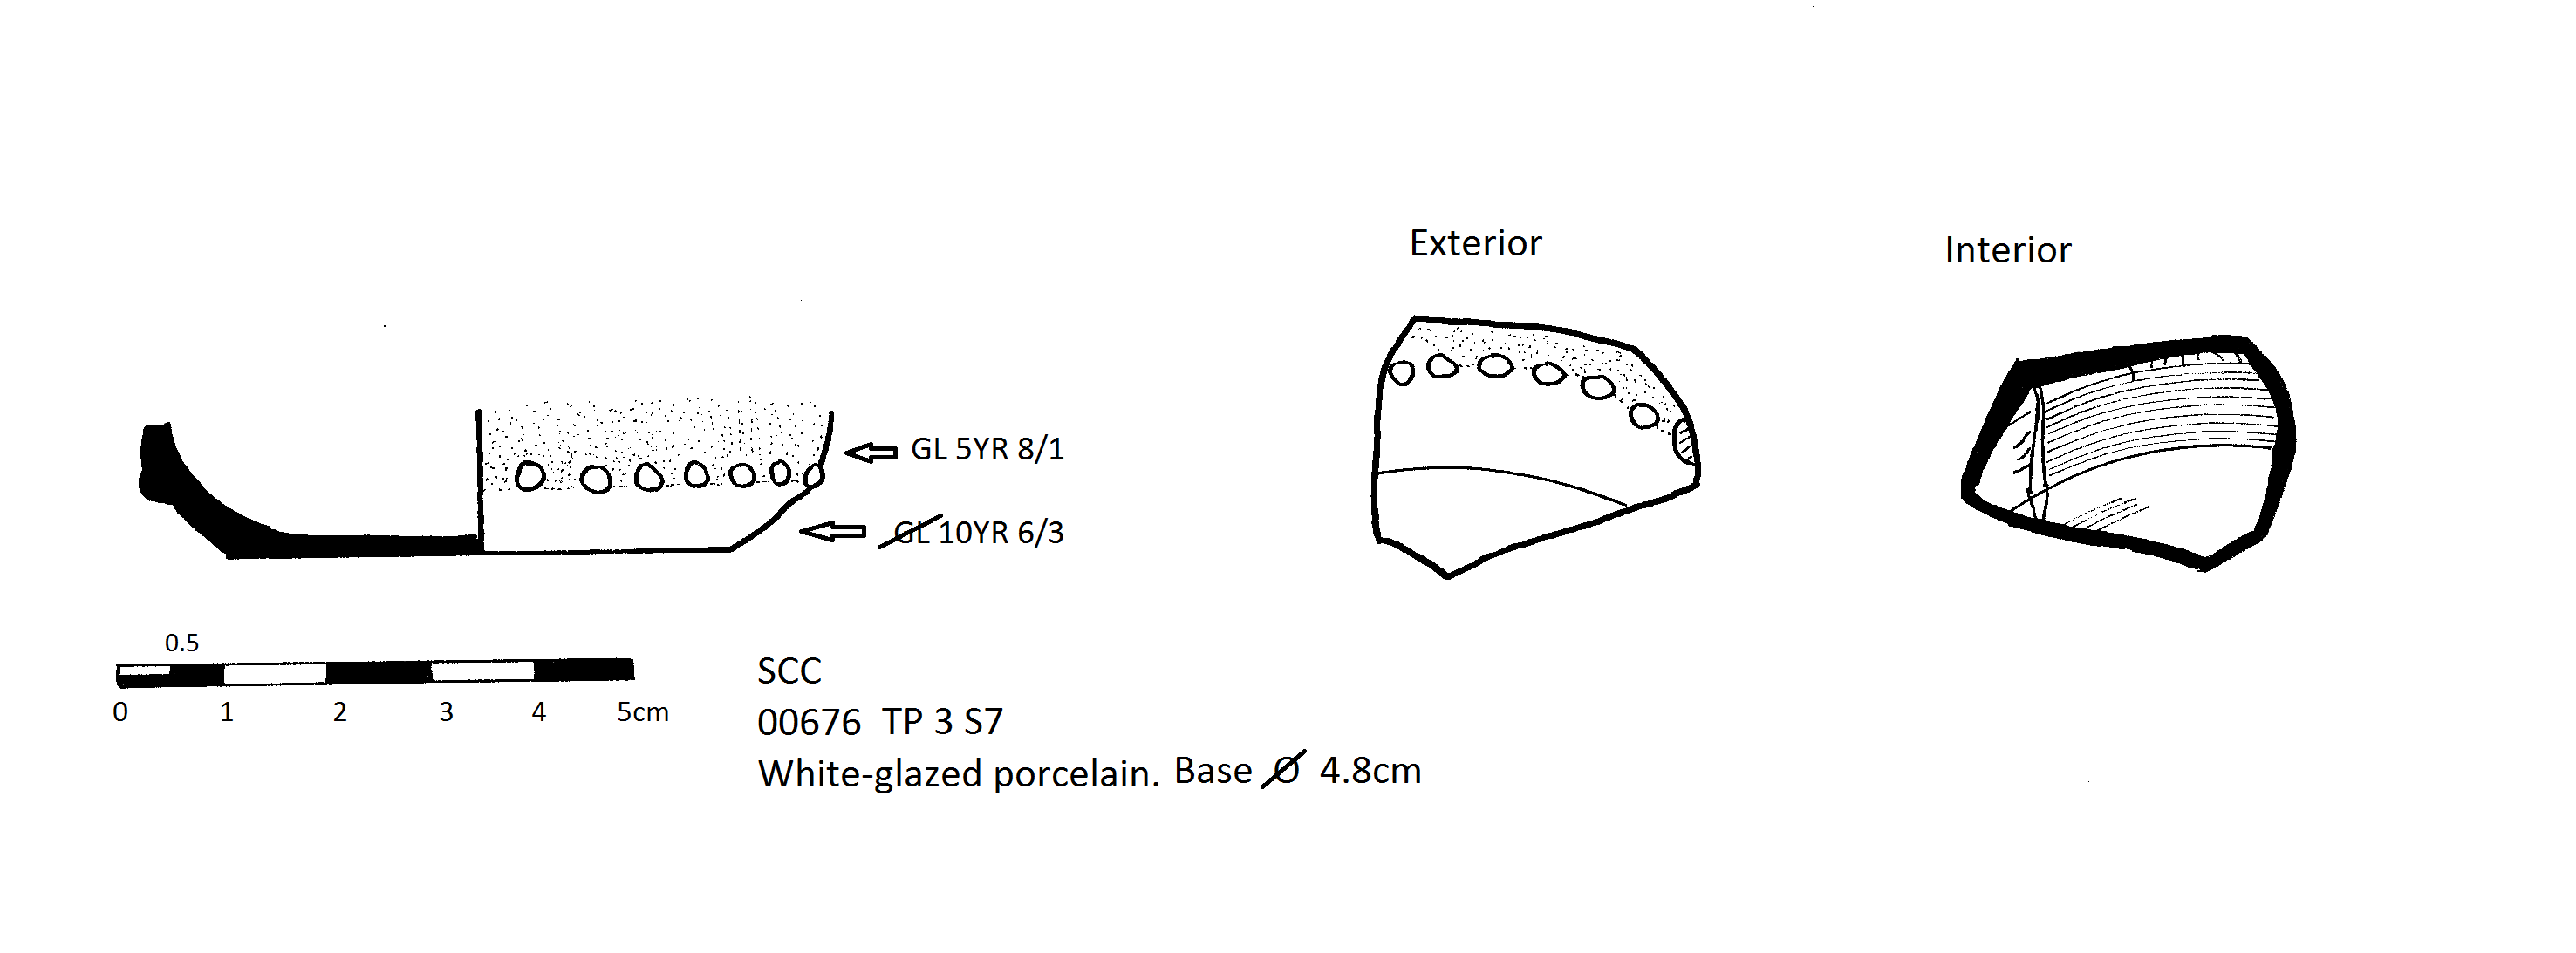 Exterior
Interior
GL 5YR 8/1
GL 10YR 6/3
0.5
0 1 2 3 4 5cm
SCC
00676 TP 3 S7
White-glazed porcelain. Base Ø 4.8cm